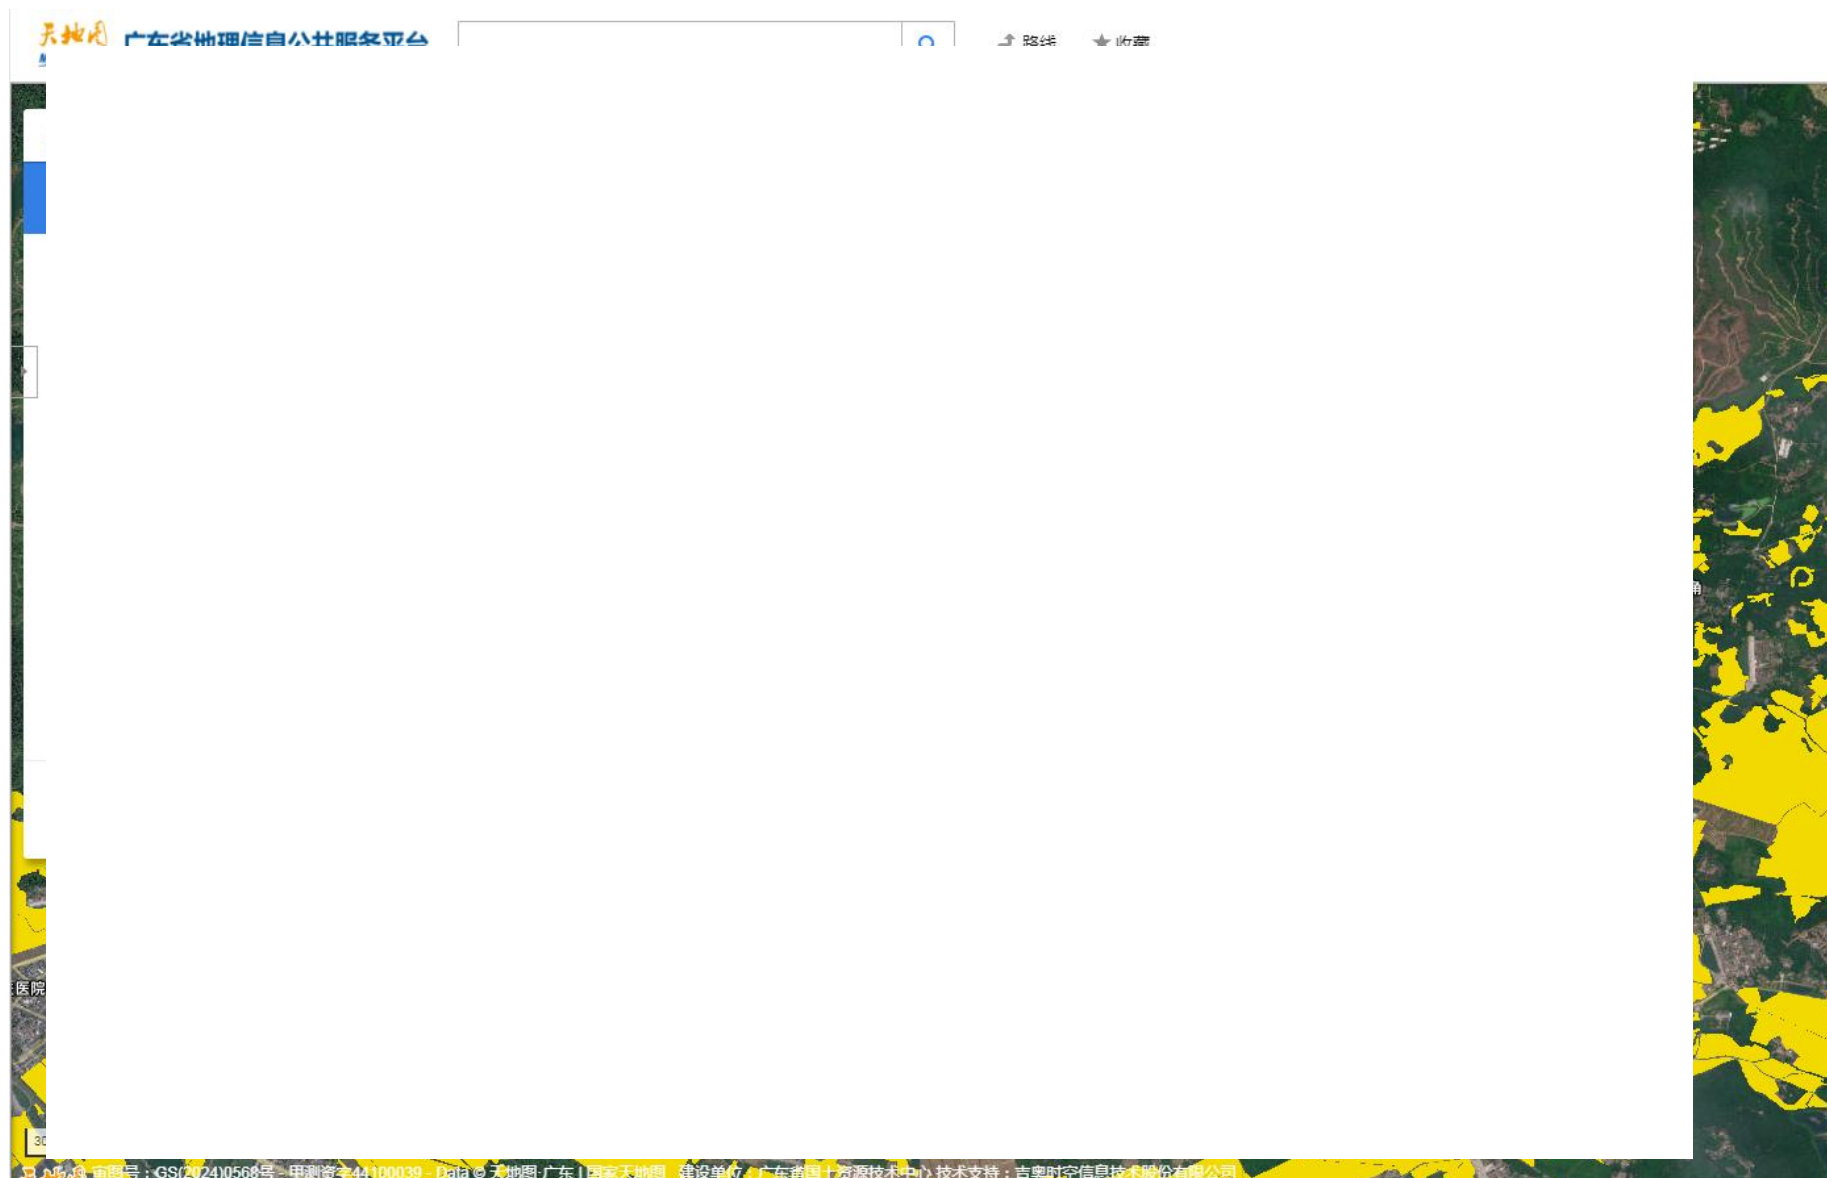 天地图 广东省地理信息公共服务平台 路线 收藏
角
医院
30
审图号：GS(2024)0568号 - 甲测资字44100039 - Data © 天地图·广东 | 国家天地图 建设单位：广东省国土资源技术中心 技术支持：吉奥时空信息技术股份有限公司